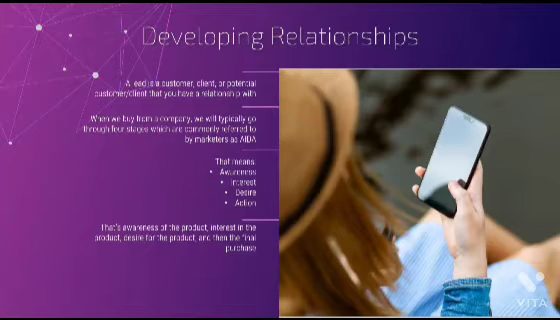 Developing Relationships
A lead is a customer, client, or potential
customer/client that you have a relationship with
When we buy from a company, we will typically go
through four stages which are commonly referred to
by marketers as AIDA
That means:
• Awareness
• Interest
• Desire
• Action
That's awareness of the product, interest in the
product, desire for the product, and then the final
purchase
VITA